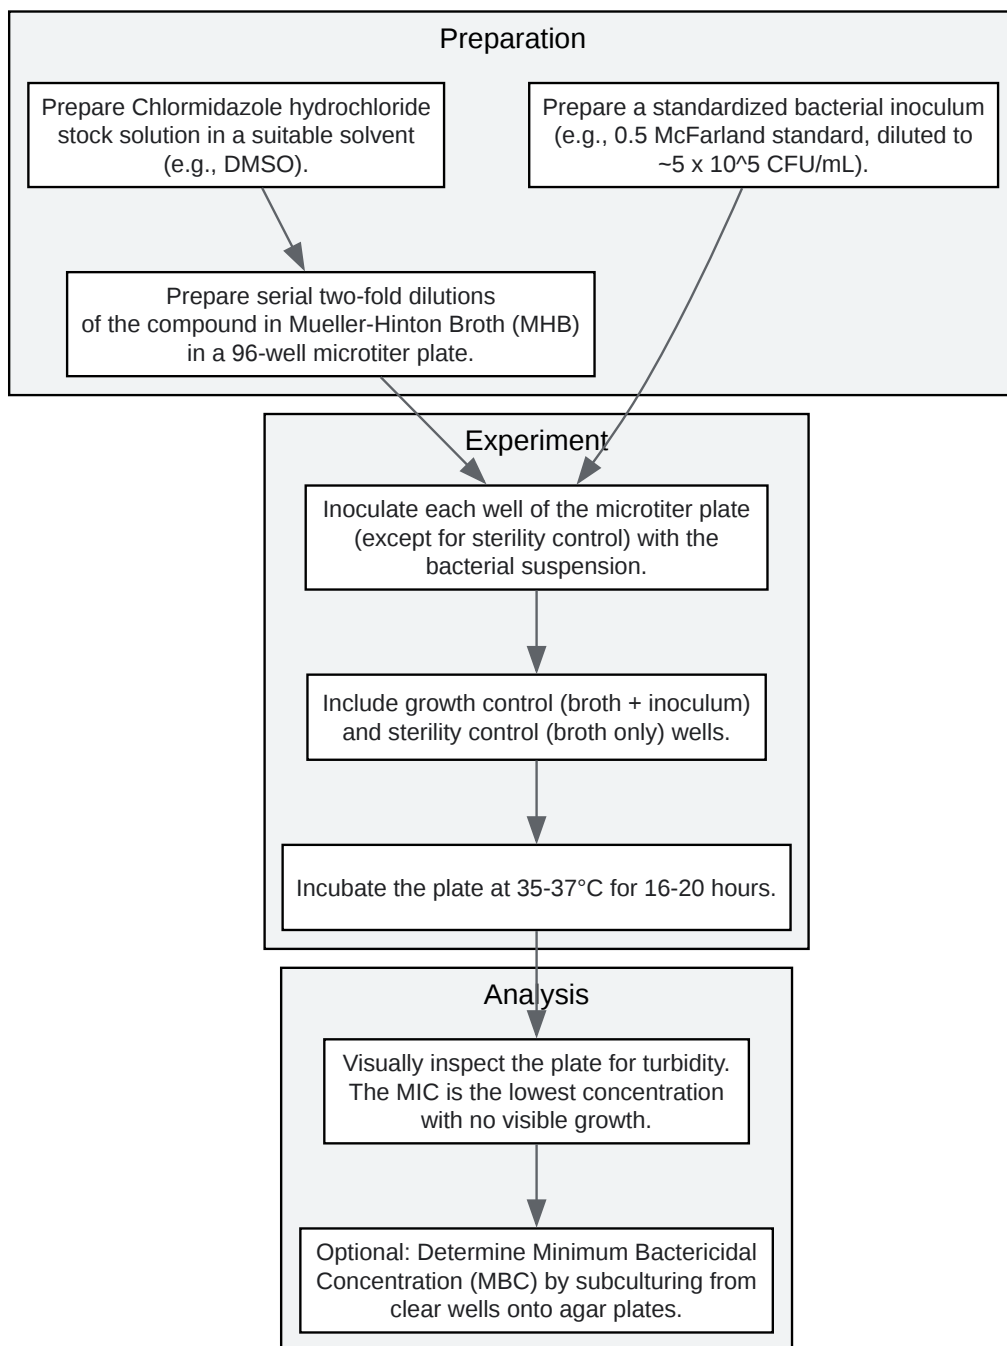 Preparation
Prepare Chlormidazole hydrochloride
stock solution in a suitable solvent
(e.g., DMSO).
Prepare a standardized bacterial inoculum
(e.g., 0.5 McFarland standard, diluted to
~5 x 10^5 CFU/mL).
Prepare serial two-fold dilutions
of the compound in Mueller-Hinton Broth (MHB)
in a 96-well microtiter plate.
Experiment
Inoculate each well of the microtiter plate
(except for sterility control) with the
bacterial suspension.
Include growth control (broth + inoculum)
and sterility control (broth only) wells.
Incubate the plate at 35-37°C for 16-20 hours.
Analysis
Visually inspect the plate for turbidity.
The MIC is the lowest concentration
with no visible growth.
Optional: Determine Minimum Bactericidal
Concentration (MBC) by subculturing from
clear wells onto agar plates.